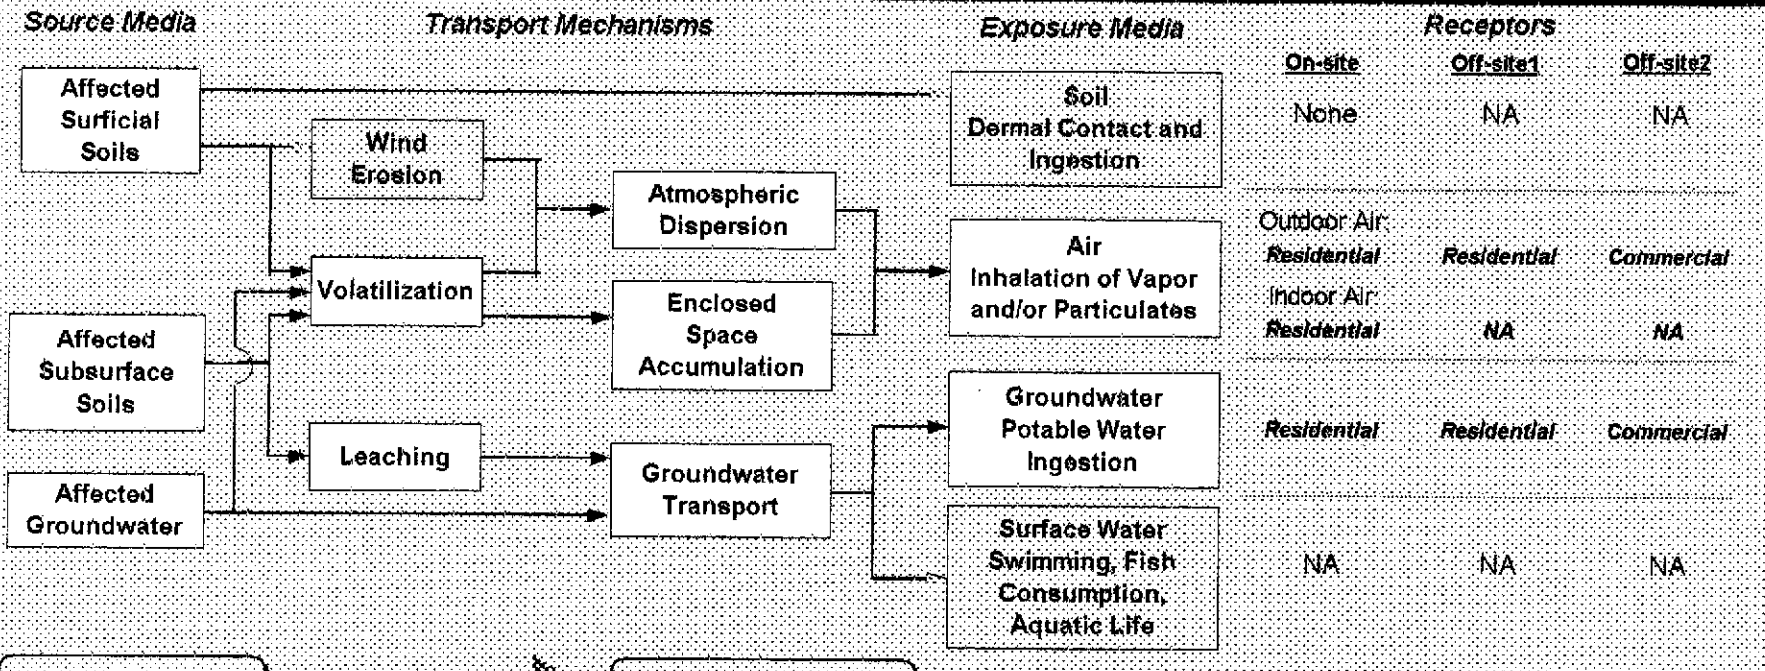 Source Media
Transport Mechanisms
Exposure Media
Receptors
On-site
Off-site1
Off-site2
Affected
Surficial
Soils
Wind
Erosion
Volatilization
Atmospheric
Dispersion
Enclosed
Space
Accumulation
Affected
Subsurface
Soils
Leaching
Affected
Groundwater
Groundwater
Transport
Soil
Dermal Contact and
Ingestion
None
NA
NA
Air
Inhalation of Vapor
and/or Particulates
Outdoor Air:
Residential
Residential
Commercial
Indoor Air:
Residential
NA
NA
Groundwater
Potable Water
Ingestion
Residential
Residential
Commercial
Surface Water
Swimming, Fish
Consumption,
Aquatic Life
NA
NA
NA